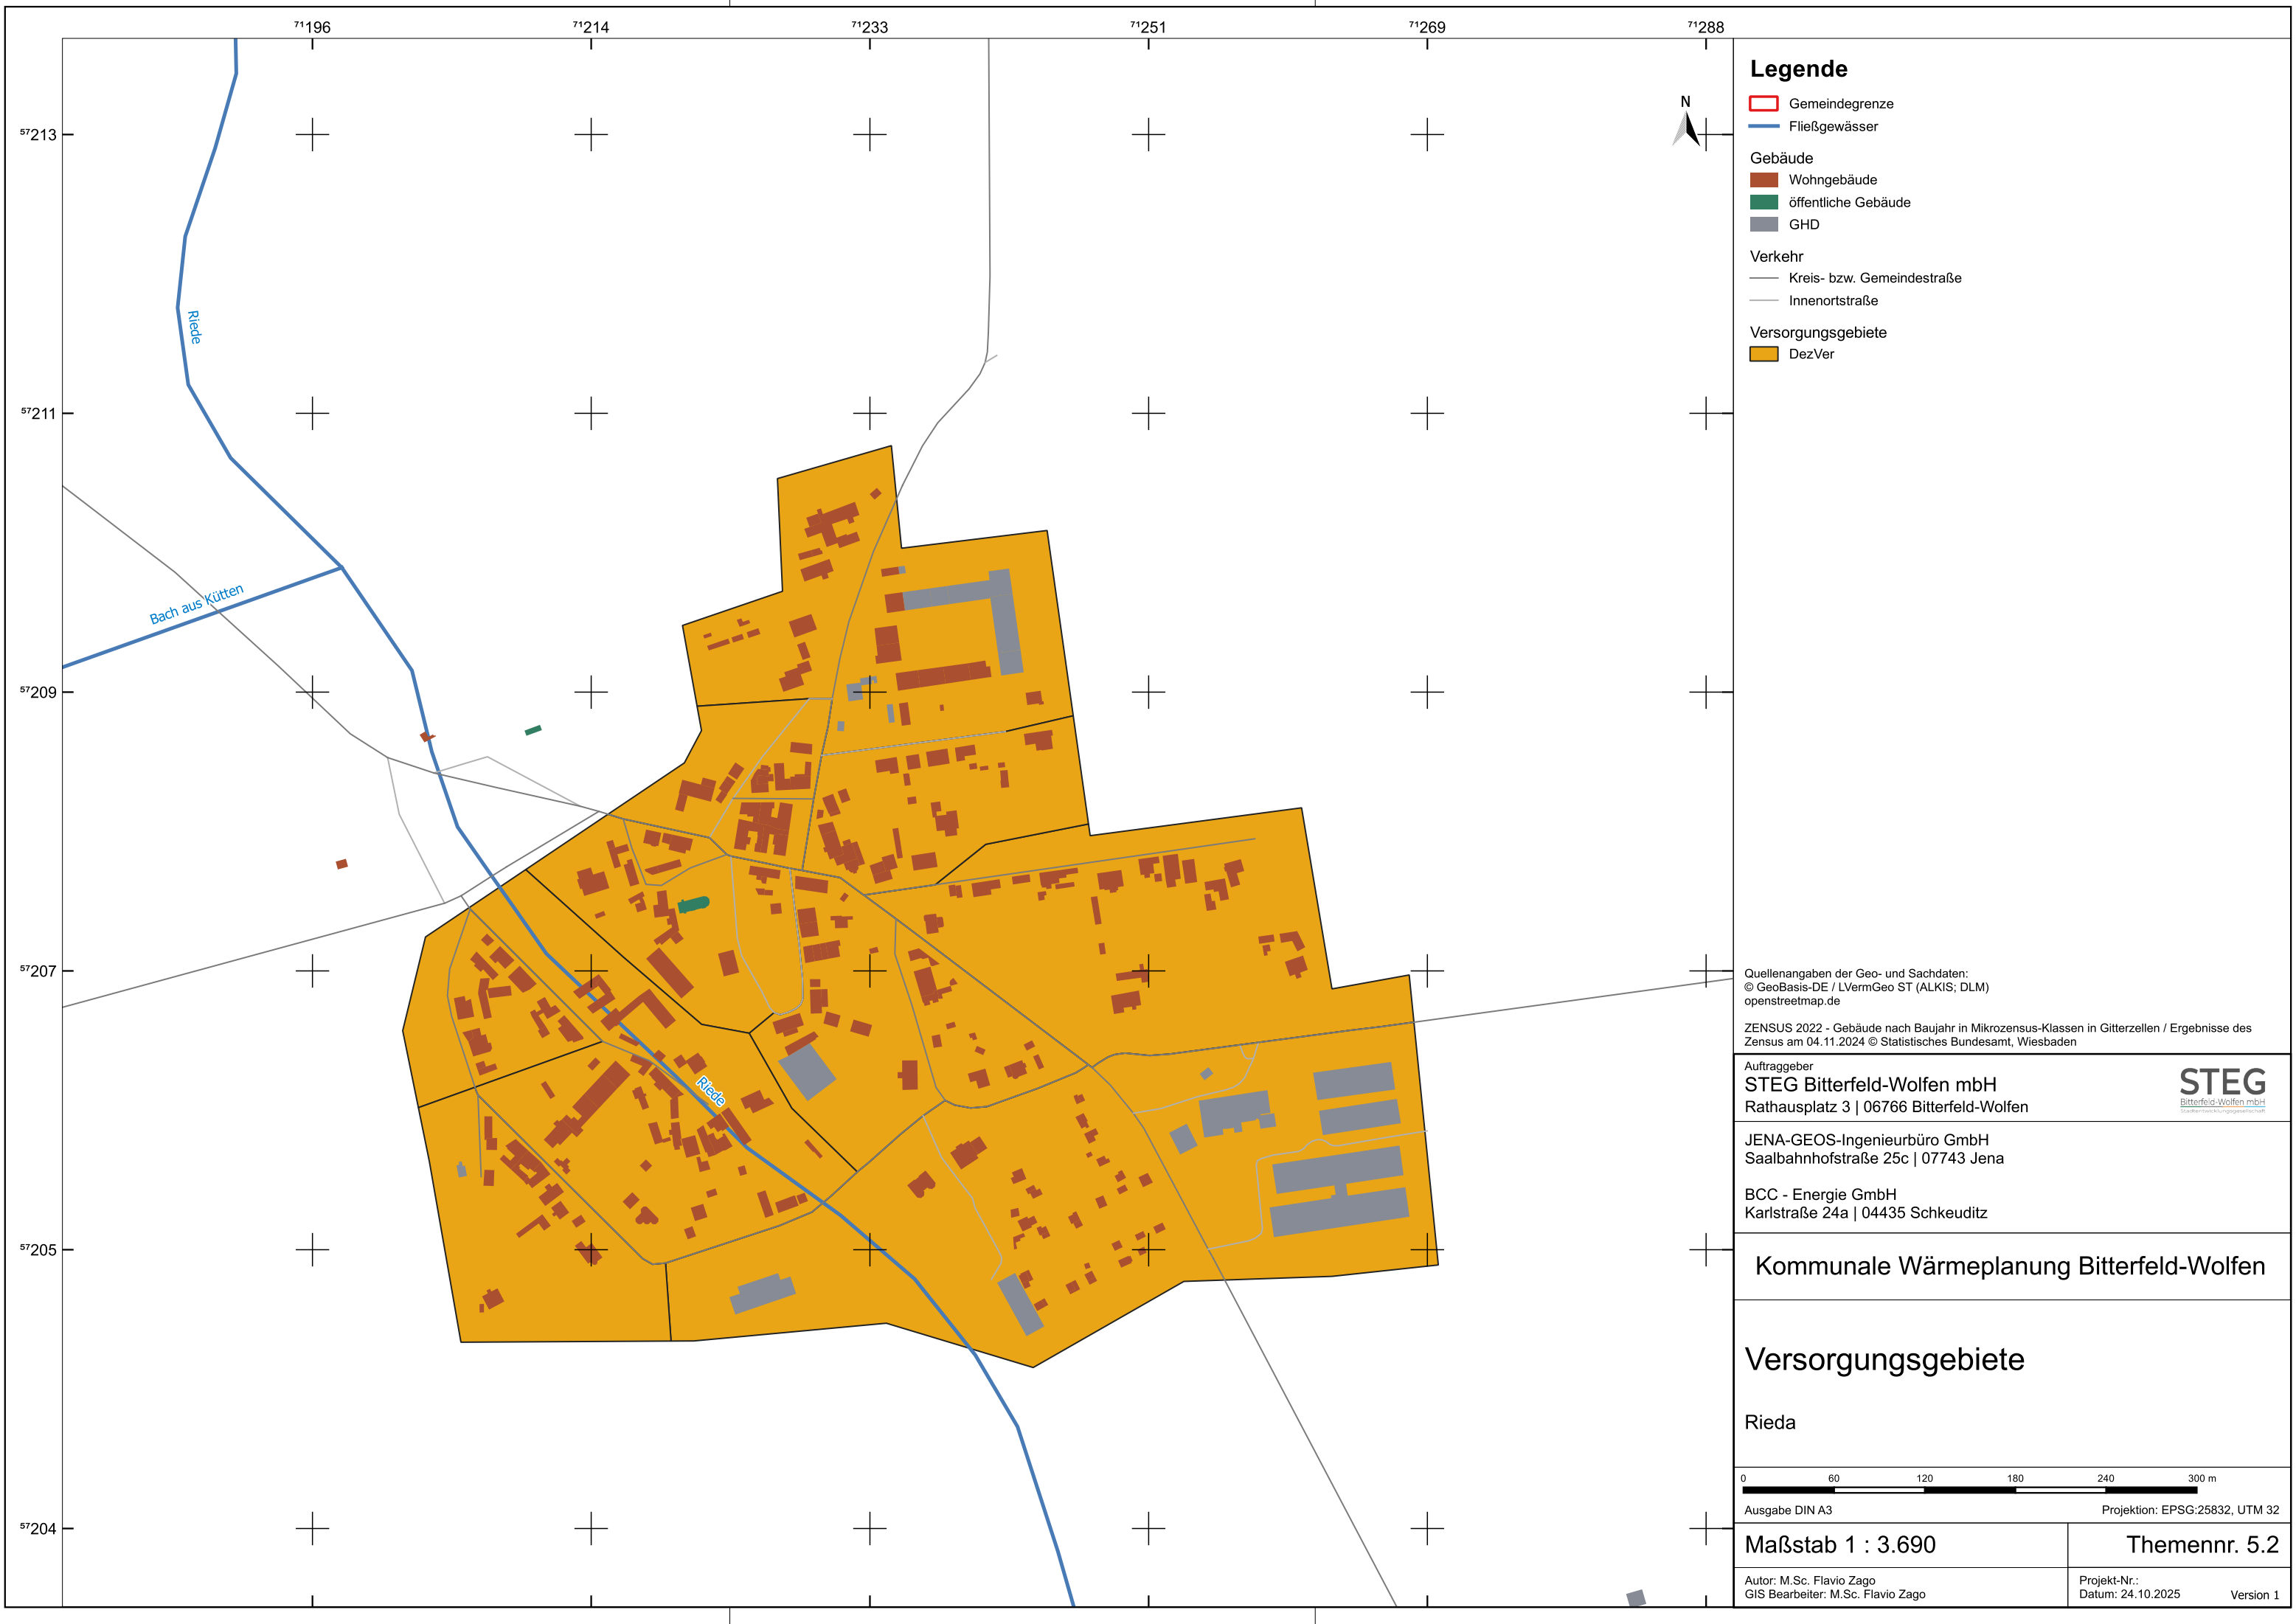 71196 71214 71233 71251 71269 71288
57213
57211
57209
57207
57205
57204
N
Riede
Bach aus Kütten
Riede
Legende
Gemeindegrenze
Fließgewässer
Gebäude
Wohngebäude
öffentliche Gebäude
GHD
Verkehr
Kreis- bzw. Gemeindestraße
Innenortstraße
Versorgungsgebiete
DezVer
Quellenangaben der Geo- und Sachdaten:
© GeoBasis-DE / LVermGeo ST (ALKIS; DLM)
openstreetmap.de
ZENSUS 2022 - Gebäude nach Baujahr in Mikrozensus-Klassen in Gitterzellen / Ergebnisse des
Zensus am 04.11.2024 © Statistisches Bundesamt, Wiesbaden
Auftraggeber
STEG Bitterfeld-Wolfen mbH
Rathausplatz 3 | 06766 Bitterfeld-Wolfen
STEG
Bitterfeld-Wolfen mbH
Stadtentwicklungsgesellschaft
JENA-GEOS-Ingenieurbüro GmbH
Saalbahnhofstraße 25c | 07743 Jena
BCC - Energie GmbH
Karlstraße 24a | 04435 Schkeuditz
Kommunale Wärmeplanung Bitterfeld-Wolfen
Versorgungsgebiete
Rieda
0 60 120 180 240 300 m
Ausgabe DIN A3 Projektion: EPSG:25832, UTM 32
Maßstab 1 : 3.690 Themennr. 5.2
Autor: M.Sc. Flavio Zago Projekt-Nr.:
GIS Bearbeiter: M.Sc. Flavio Zago Datum: 24.10.2025 Version 1